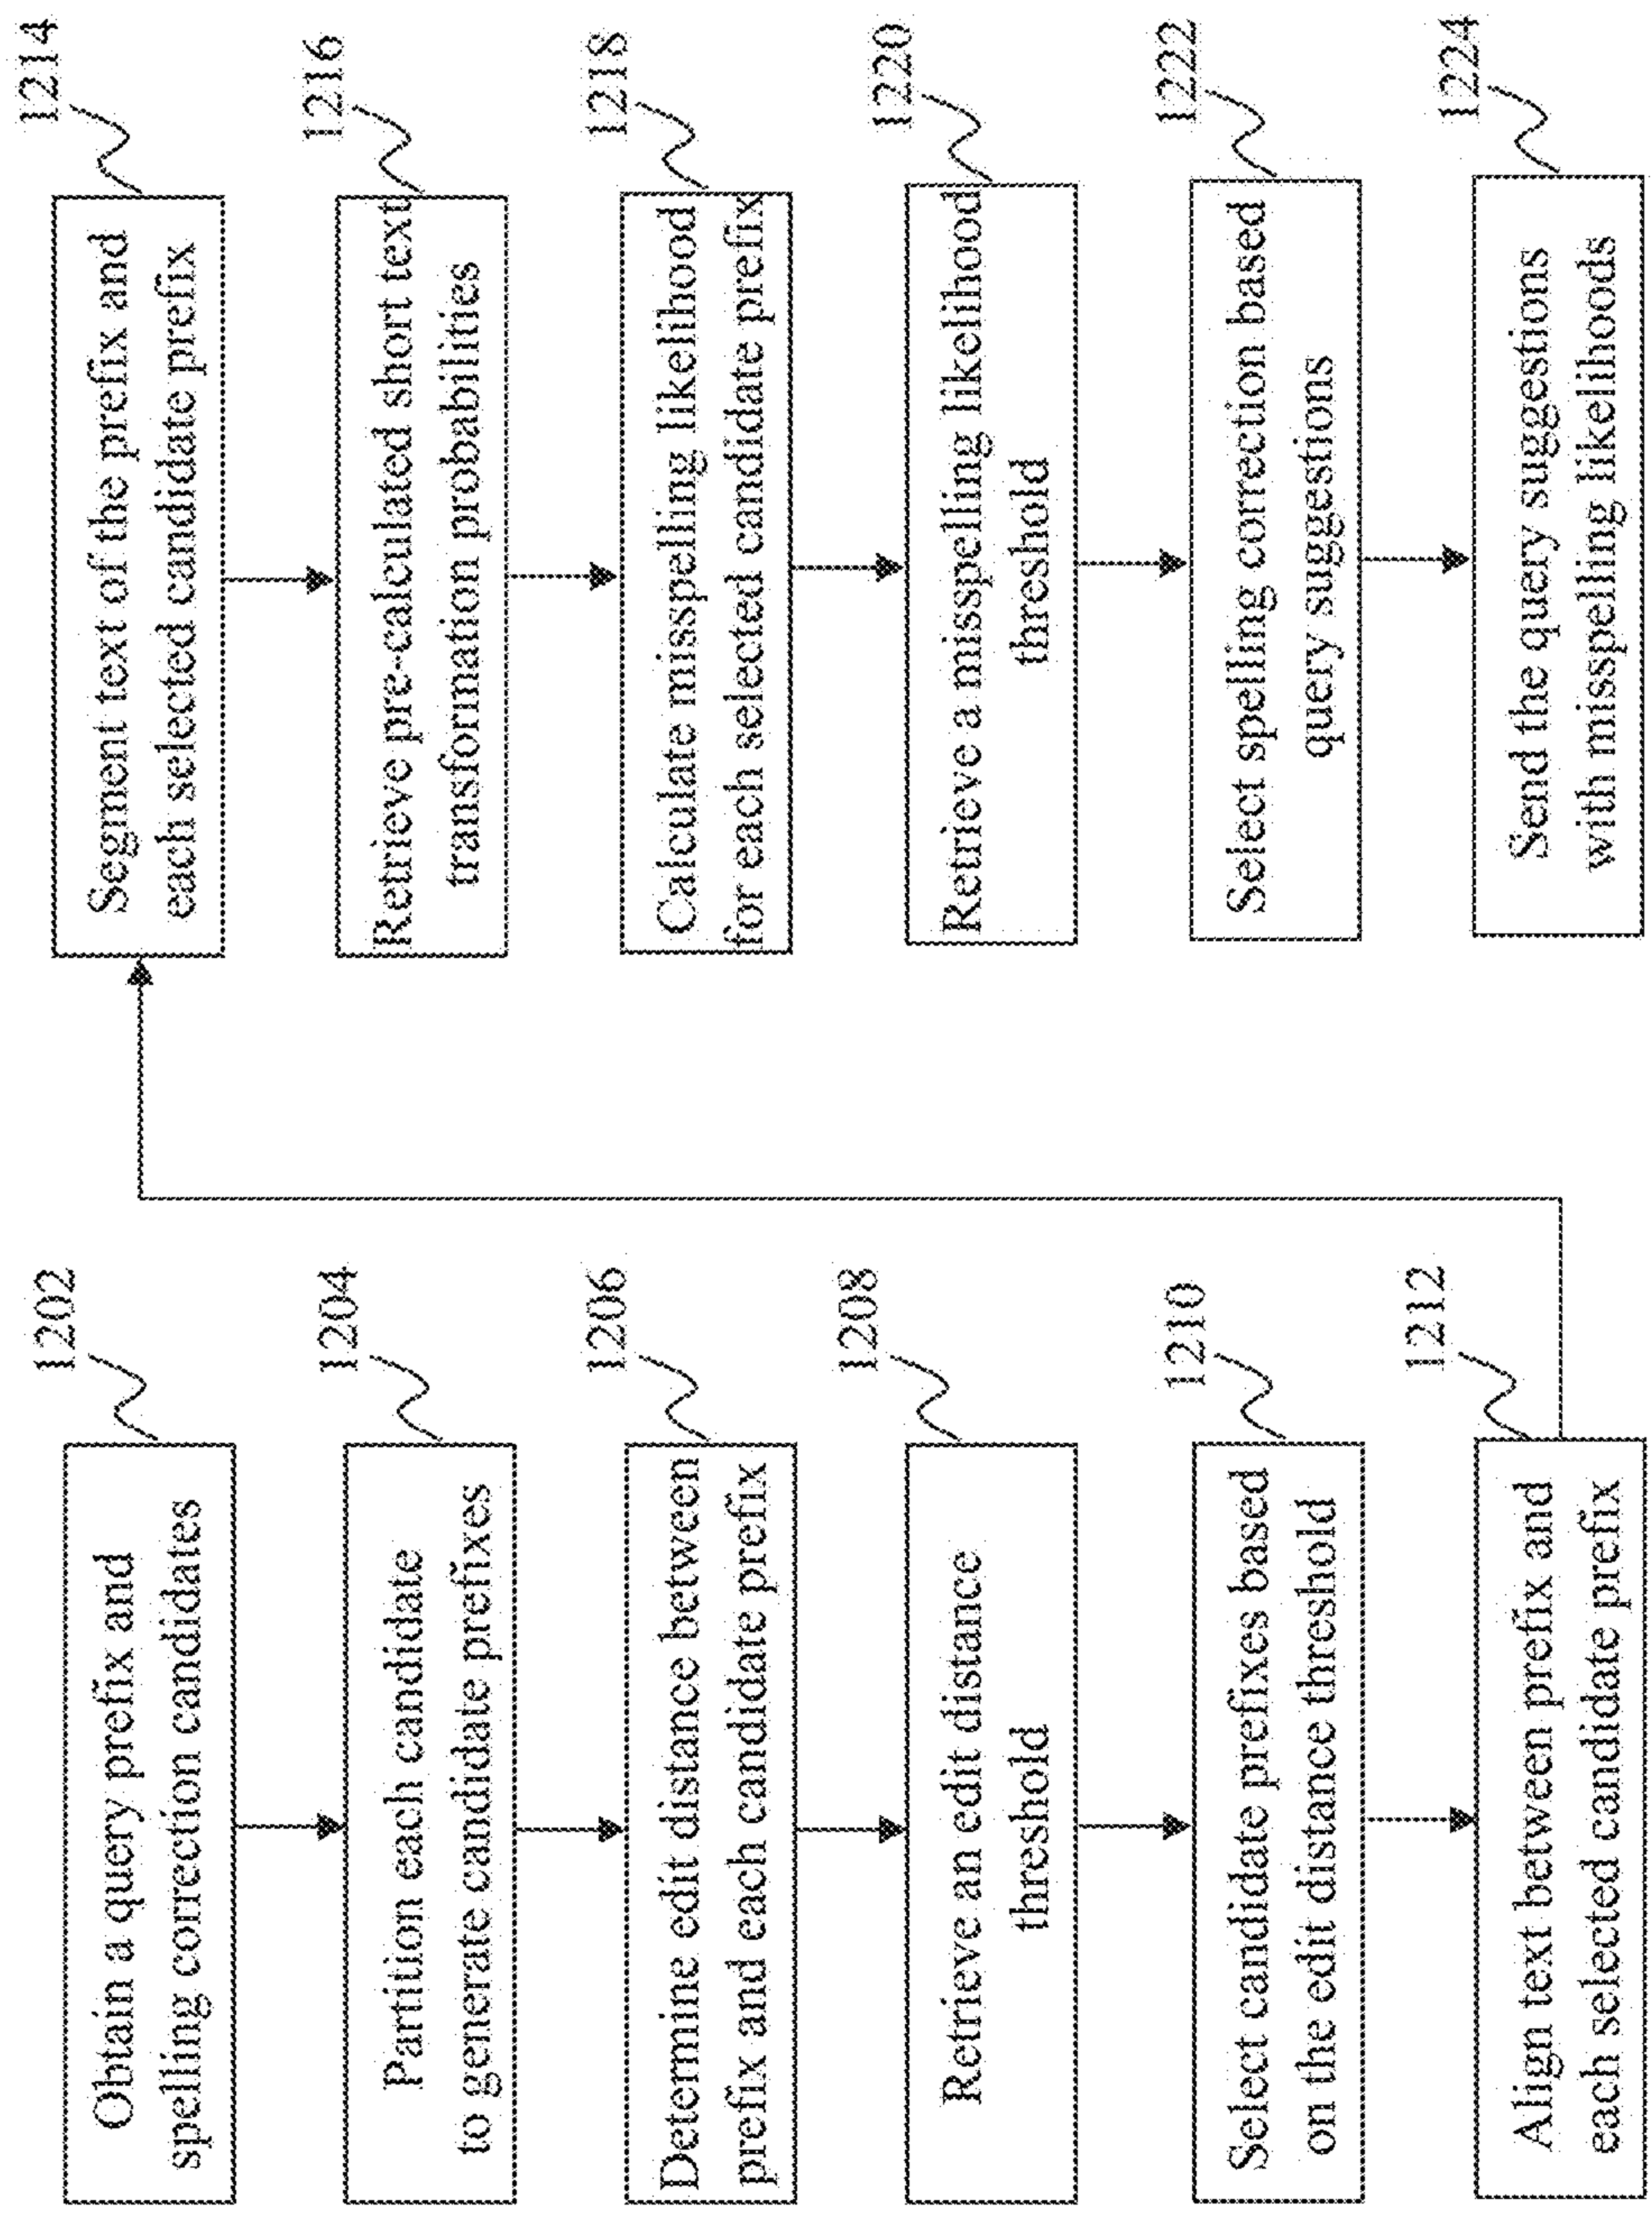 1202
Obtain a query prefix and
spelling correction candidates
1204
Partition each candidate
to generate candidate prefixes
1206
Determine edit distance between
prefix and each candidate prefix
1208
Retrieve an edit distance
threshold
1210
Select candidate prefixes based
on the edit distance threshold
1212
Align text between prefix and
each selected candidate prefix
1214
Segment text of the prefix and
each selected candidate prefix
1216
Retrieve pre-calculated short text
transformation probabilities
1218
Calculate misspelling likelihood
for each selected candidate prefix
1220
Retrieve a misspelling likelihood
threshold
1222
Select spelling correction based
query suggestions
1224
Send the query suggestions
with misspelling likelihoods